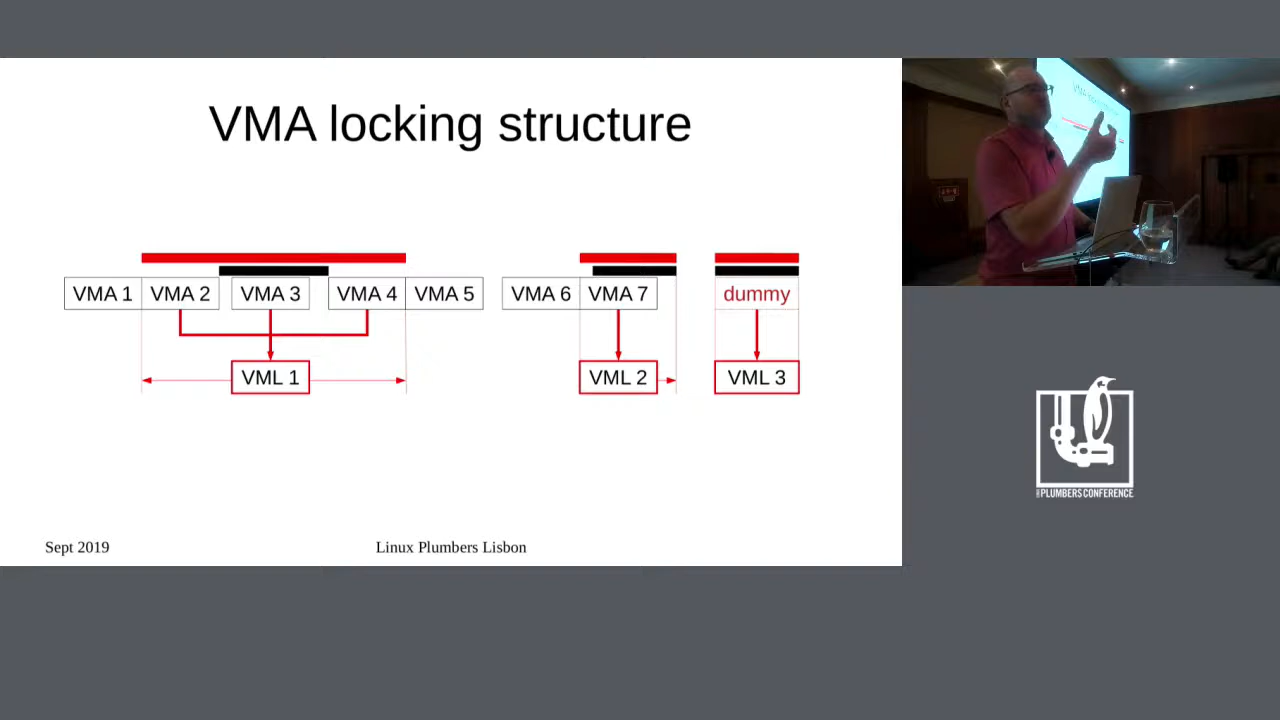 VMA locking structure
VMA 1 VMA 2 VMA 3 VMA 4 VMA 5 VMA 6 VMA 7 dummy
VML 1 VML 2 VML 3
Sept 2019 Linux Plumbers Lisbon
PLUMBERS CONFERENCE